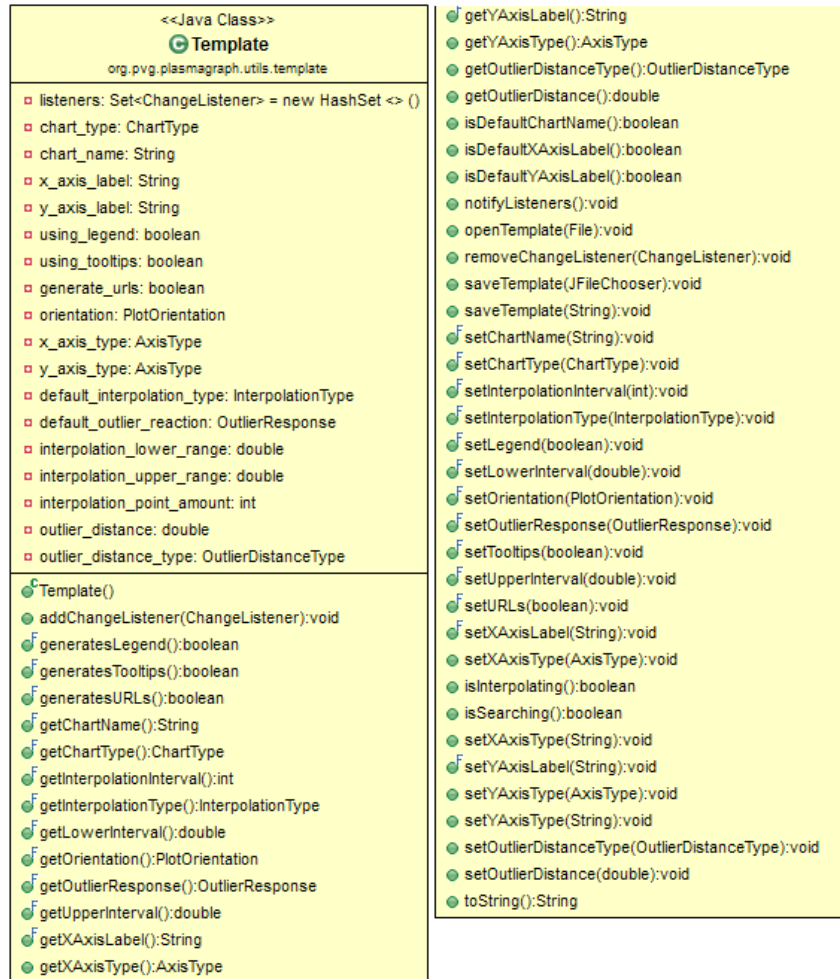 <<Java Class>>
Template
org.pvg.plasmagraph.utils.template
listeners: Set<ChangeListener> = new HashSet <> ()
chart_type: ChartType
chart_name: String
x_axis_label: String
y_axis_label: String
using_legend: boolean
using_tooltips: boolean
generate_urls: boolean
orientation: PlotOrientation
x_axis_type: AxisType
y_axis_type: AxisType
default_interpolation_type: InterpolationType
default_outlier_reaction: OutlierResponse
interpolation_lower_range: double
interpolation_upper_range: double
interpolation_point_amount: int
outlier_distance: double
outlier_distance_type: OutlierDistanceType
Template()
addChangeListener(ChangeListener):void
generatesLegend():boolean
generatesTooltips():boolean
generatesURLs():boolean
getChartName():String
getChartType():ChartType
getInterpolationInterval():int
getInterpolationType():InterpolationType
getLowerInterval():double
getOrientation():PlotOrientation
getOutlierResponse():OutlierResponse
getUpperInterval():double
getXAxisLabel():String
getXAxisType():AxisType
getYAxisLabel():String
getYAxisType():AxisType
getOutlierDistanceType():OutlierDistanceType
getOutlierDistance():double
isDefaultChartName():boolean
isDefaultXAxisLabel():boolean
isDefaultYAxisLabel():boolean
notifyListeners():void
openTemplate(File):void
removeChangeListener(ChangeListener):void
saveTemplate(JFileChooser):void
saveTemplate(String):void
setChartName(String):void
setChartType(ChartType):void
setInterpolationInterval(int):void
setInterpolationType(InterpolationType):void
setLegend(boolean):void
setLowerInterval(double):void
setOrientation(PlotOrientation):void
setOutlierResponse(OutlierResponse):void
setTooltips(boolean):void
setUpperInterval(double):void
setURLs(boolean):void
setXAxisLabel(String):void
setXAxisType(AxisType):void
isInterpolating():boolean
isSearching():boolean
setXAxisType(String):void
setYAxisLabel(String):void
setYAxisType(AxisType):void
setYAxisType(String):void
setOutlierDistanceType(OutlierDistanceType):void
setOutlierDistance(double):void
toString():String